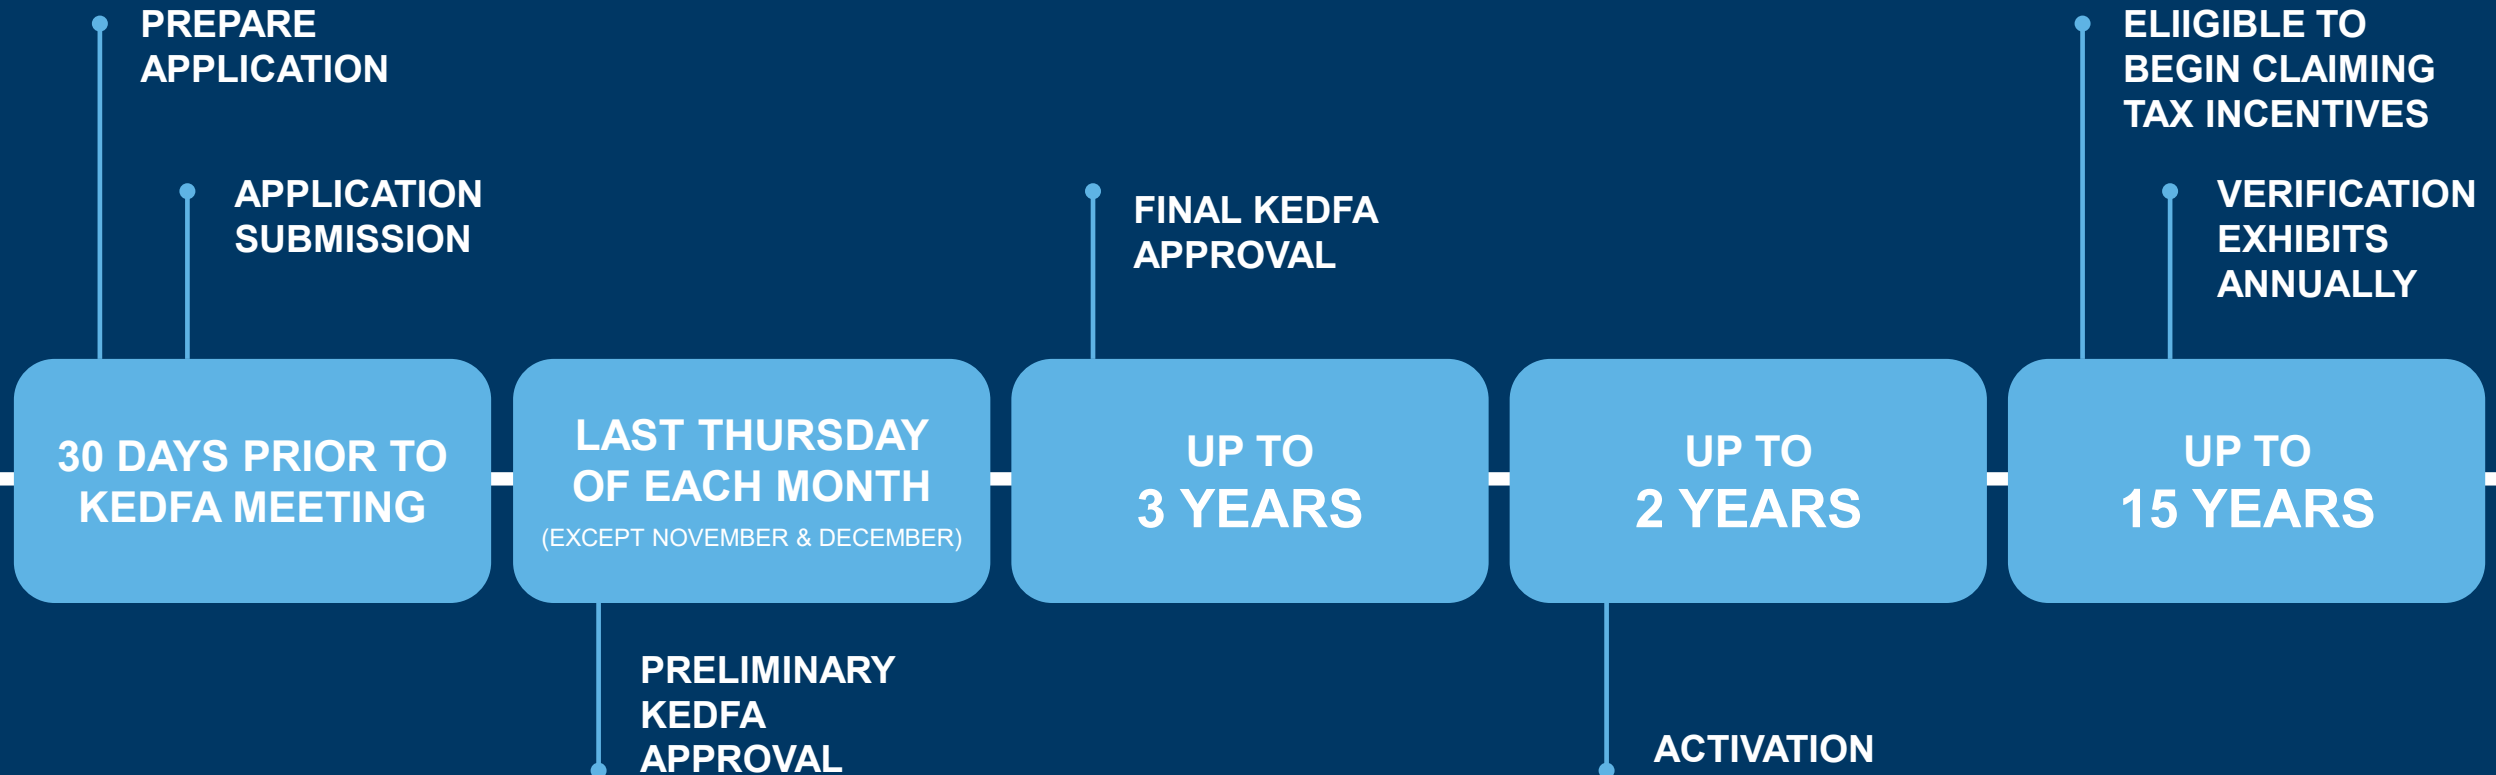 PREPARE
APPLICATION
APPLICATION
SUBMISSION
30 DAYS PRIOR TO
KEDFA MEETING
LAST THURSDAY
OF EACH MONTH
(EXCEPT NOVEMBER & DECEMBER)
PRELIMINARY
KEDFA
APPROVAL
FINAL KEDFA
APPROVAL
UP TO
3 YEARS
UP TO
2 YEARS
ACTIVATION
ELIIGIBLE TO
BEGIN CLAIMING
TAX INCENTIVES
VERIFICATION
EXHIBITS
ANNUALLY
UP TO
15 YEARS